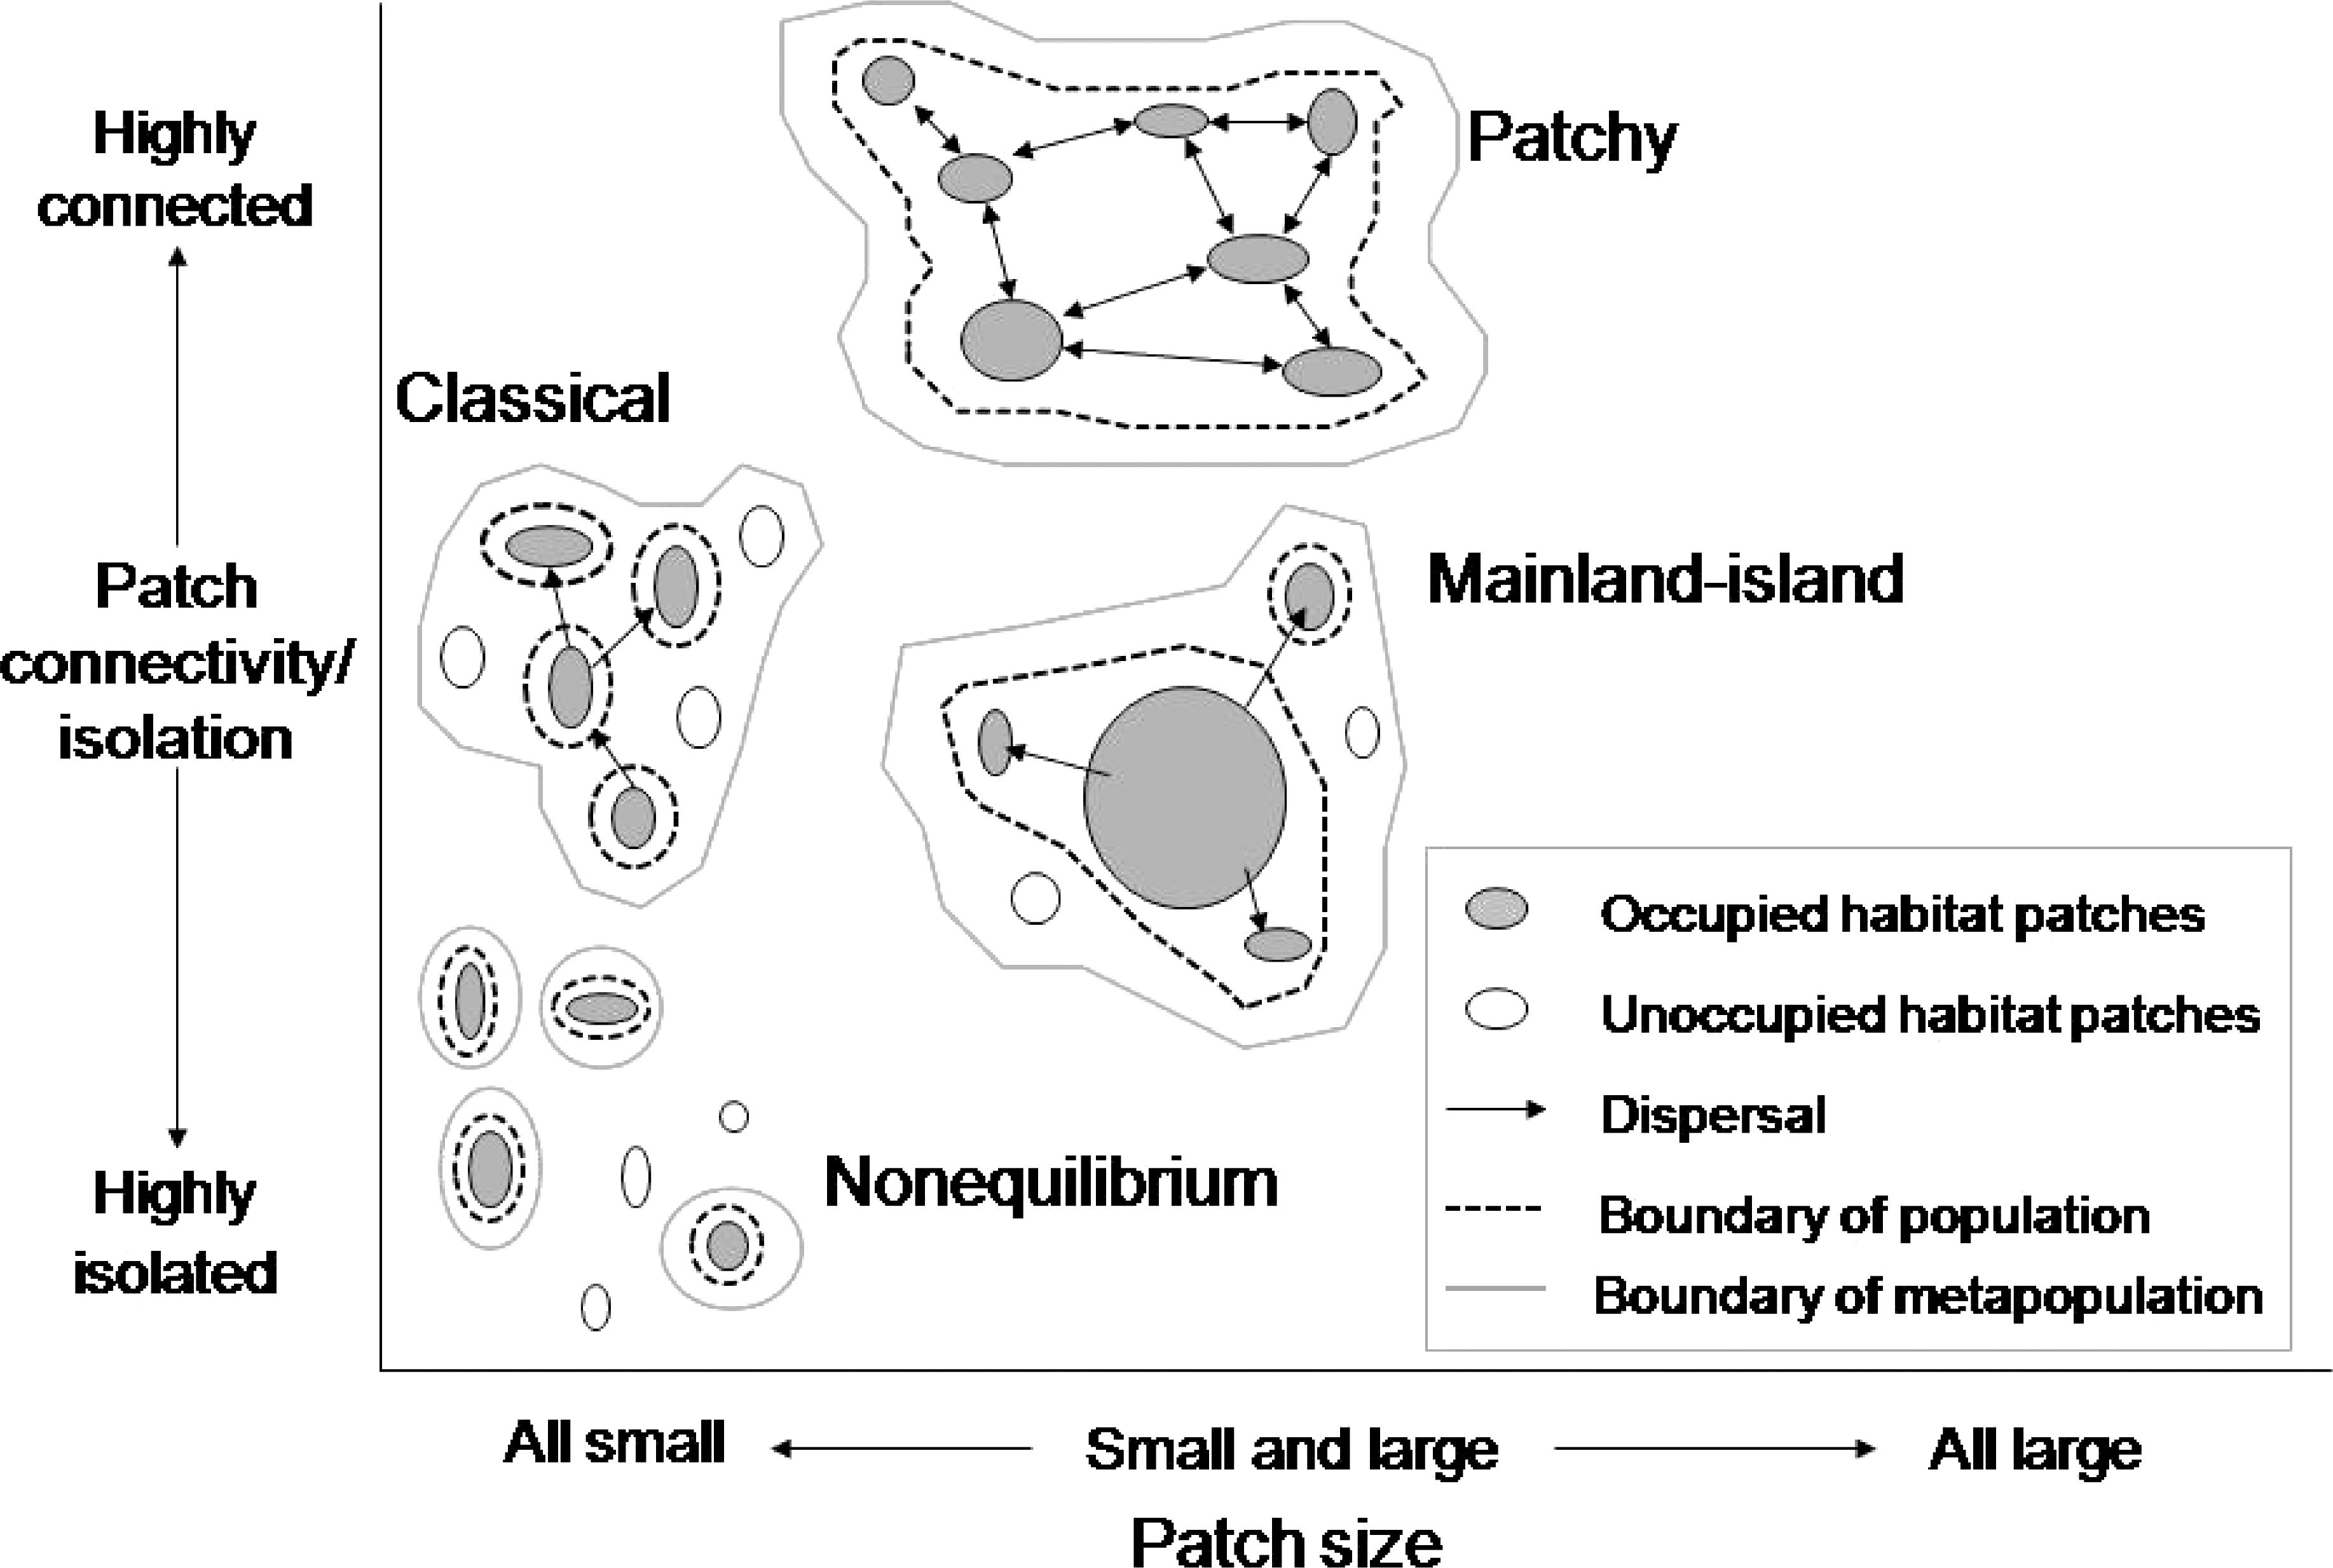 Highly
connected
Patch
connectivity/
isolation
Highly
isolated
Patchy
Classical
Mainland-island
Nonequilibrium
Occupied habitat patches
Unoccupied habitat patches
Dispersal
Boundary of population
Boundary of metapopulation
All small
Small and large
All large
Patch size